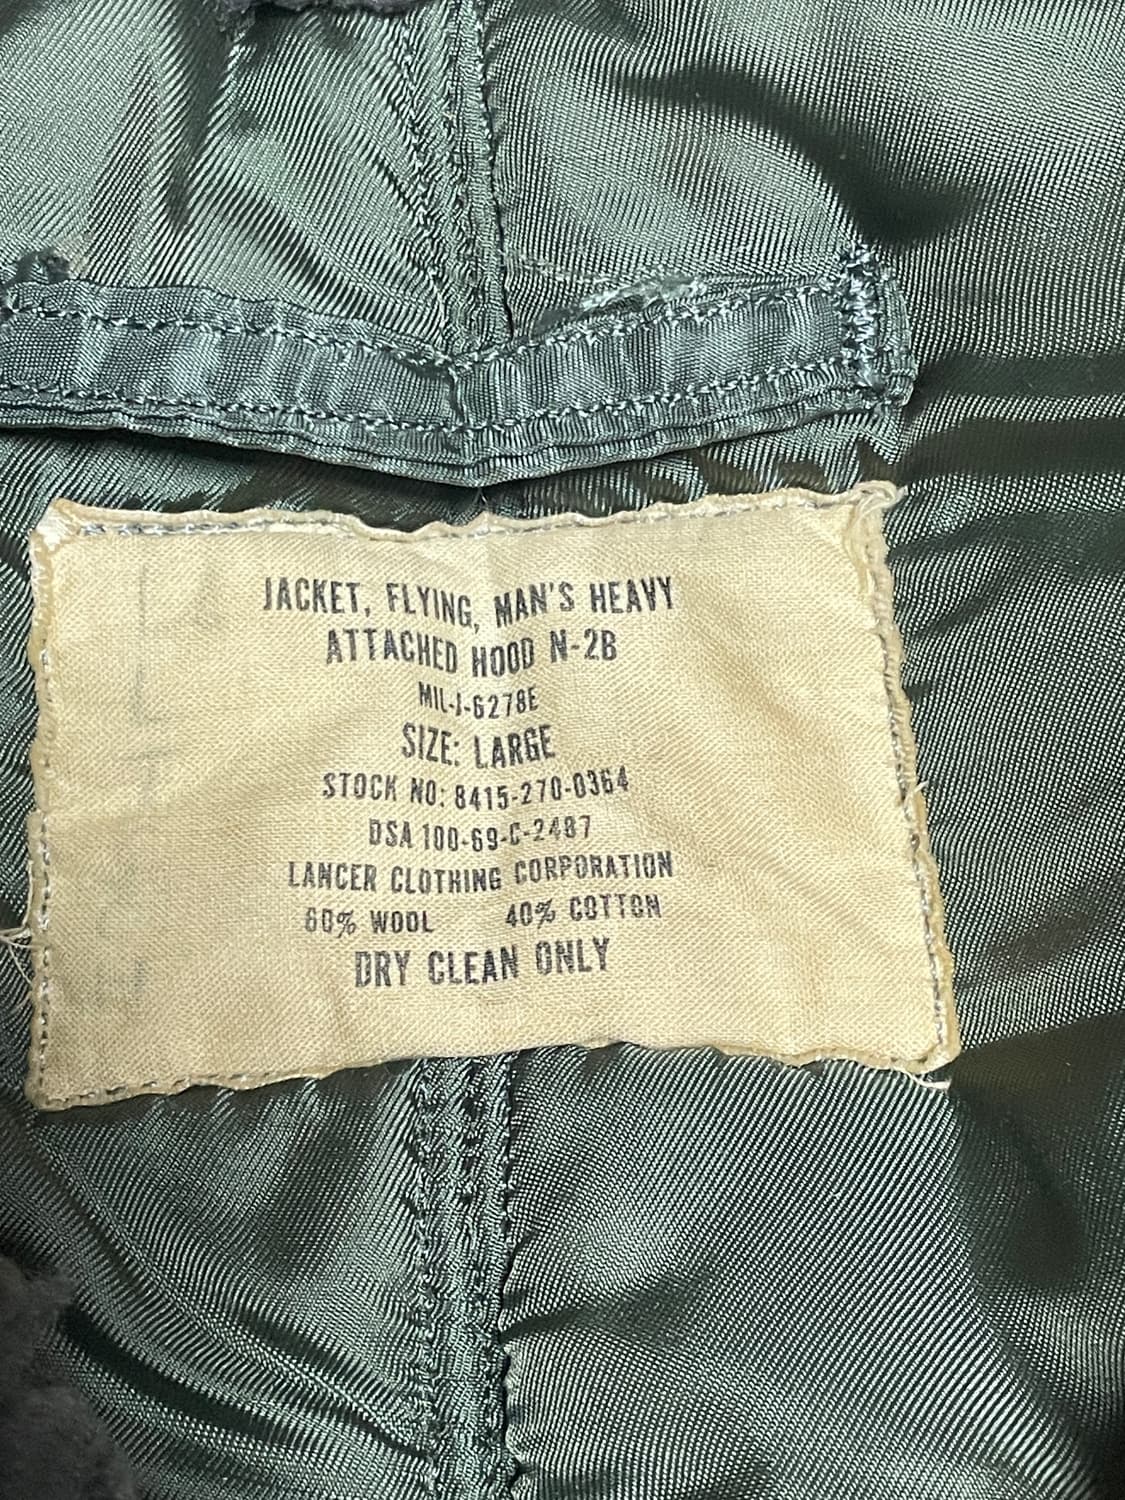 JACKET, FLYING, MAN'S HEAVY
ATTACHED HOOD N-2B
MIL-J-6278E
SIZE: LARGE
STOCK NO: 8415-270-0364
DSA 100-69-C-2487
LANCER CLOTHING CORPORATION
60% WOOL 40% COTTON
DRY CLEAN ONLY